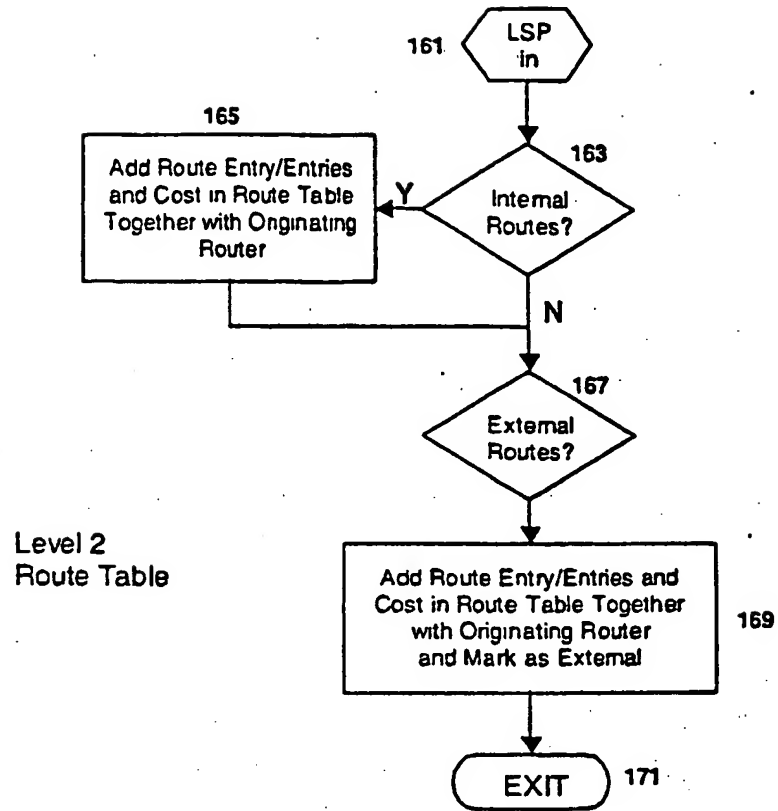 161
LSP
in
165
163
Add Route Entry/Entries
and Cost in Route Table
Together with Originating
Router
Y
Internal
Routes?
N
167
External
Routes?
Level 2
Route Table
Add Route Entry/Entries and
Cost in Route Table Together
with Originating Router
and Mark as External
169
EXIT
171